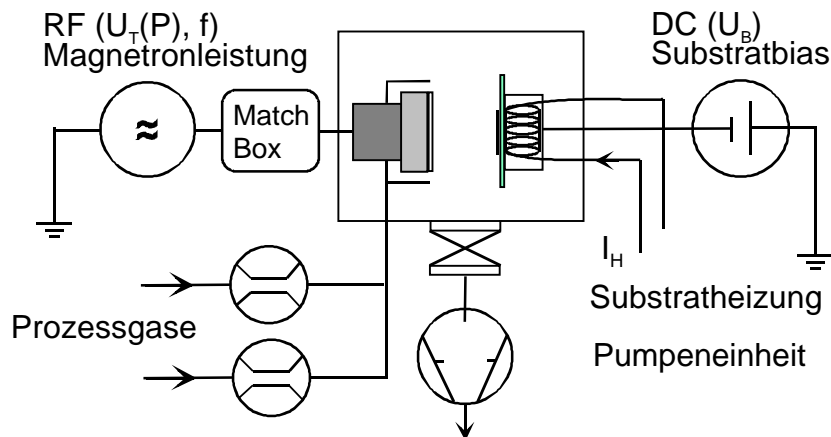 RF (U_T(P), f)
Magnetronleistung
DC (U_B)
Substratbias
≈
Match
Box
I_H
Substratheizung
Prozessgase
Pumpeneinheit